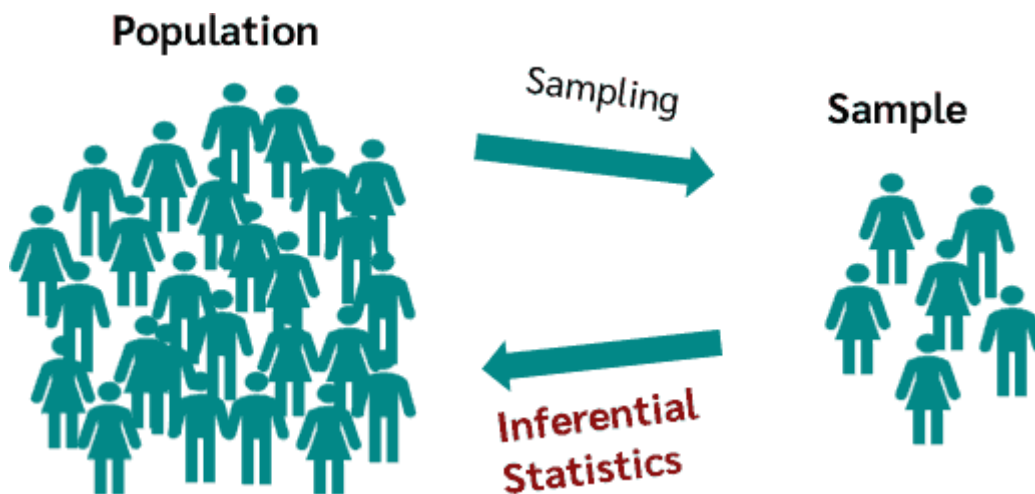 Population
Sampling
Sample
Inferential
Statistics